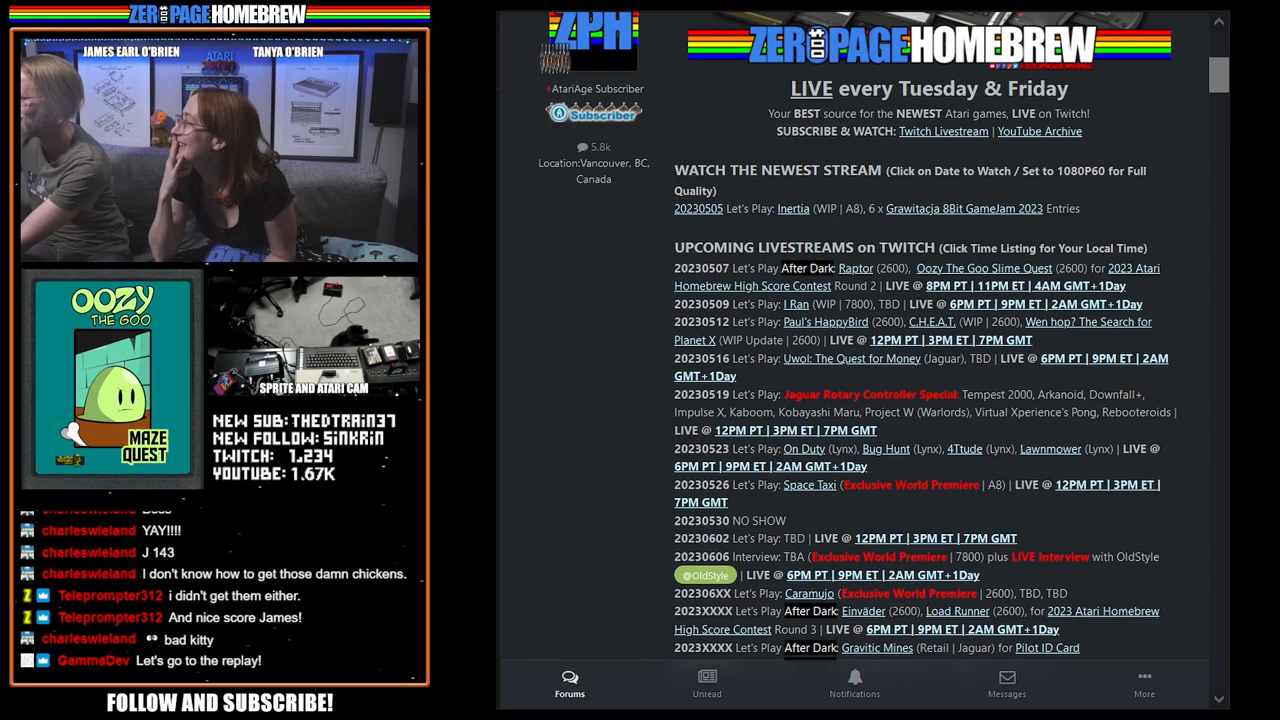 ZEROPAGEHOMEBREW
JAMES EARL O'BRIEN
TANYA O'BRIEN
ATARI
OOZY
THE GOO
MAZE
QUEST
SPRITE AND ATARI CAM
NEW SUB: THEDTRAIN37
NEW FOLLOW: SINKRIN
TWITCH: 1,234
YOUTUBE: 1.67K
charleswieland Boss
charleswieland YAY!!!!
charleswieland J 143
charleswieland I don't know how to get those damn chickens.
Teleprompter312 i didn't get them either.
Teleprompter312 And nice score James!
charleswieland bad kitty
GammaDev Let's go to the replay!
FOLLOW AND SUBSCRIBE!
ZPH
+AtariAge Subscriber
Subscriber
5.8k
Location:Vancouver, BC,
Canada
ZEROPAGEHOMEBREW
LIVE every Tuesday & Friday
Your BEST source for the NEWEST Atari games, LIVE on Twitch!
SUBSCRIBE & WATCH: Twitch Livestream | YouTube Archive
WATCH THE NEWEST STREAM (Click on Date to Watch / Set to 1080P60 for Full
Quality)
20230505 Let's Play: Inertia (WIP | A8), 6 x Grawitacja 8Bit GameJam 2023 Entries
UPCOMING LIVESTREAMS on TWITCH (Click Time Listing for Your Local Time)
20230507 Let's Play After Dark: Raptor (2600), Oozy The Goo Slime Quest (2600) for 2023 Atari
Homebrew High Score Contest Round 2 | LIVE @ 8PM PT | 11PM ET | 4AM GMT+1Day
20230509 Let's Play: I Ran (WIP | 7800), TBD | LIVE @ 6PM PT | 9PM ET | 2AM GMT+1Day
20230512 Let's Play: Paul's HappyBird (2600), C.H.E.A.T. (WIP | 2600), Wen hop? The Search for
Planet X (WIP Update | 2600) | LIVE @ 12PM PT | 3PM ET | 7PM GMT
20230516 Let's Play: Uwol: The Quest for Money (Jaguar), TBD | LIVE @ 6PM PT | 9PM ET | 2AM
GMT+1Day
20230519 Let's Play: Jaguar Rotary Controller Special: Tempest 2000, Arkanoid, Downfall+,
Impulse X, Kaboom, Kobayashi Maru, Project W (Warlords), Virtual Xperience's Pong, Rebooteroids |
LIVE @ 12PM PT | 3PM ET | 7PM GMT
20230523 Let's Play: On Duty (Lynx), Bug Hunt (Lynx), 4Ttude (Lynx), Lawnmower (Lynx) | LIVE @
6PM PT | 9PM ET | 2AM GMT+1Day
20230526 Let's Play: Space Taxi (Exclusive World Premiere | A8) | LIVE @ 12PM PT | 3PM ET |
7PM GMT
20230530 NO SHOW
20230602 Let's Play: TBD | LIVE @ 12PM PT | 3PM ET | 7PM GMT
20230606 Interview: TBA (Exclusive World Premiere | 7800) plus LIVE Interview with OldStyle
@OldStyle | LIVE @ 6PM PT | 9PM ET | 2AM GMT+1Day
202306XX Let's Play: Caramujo (Exclusive World Premiere | 2600), TBD, TBD
2023XXXX Let's Play After Dark: Einväder (2600), Load Runner (2600), for 2023 Atari Homebrew
High Score Contest Round 3 | LIVE @ 6PM PT | 9PM ET | 2AM GMT+1Day
2023XXXX Let's Play After Dark: Gravitic Mines (Retail | Jaguar) for Pilot ID Card
Forums
Unread
Notifications
Messages
More